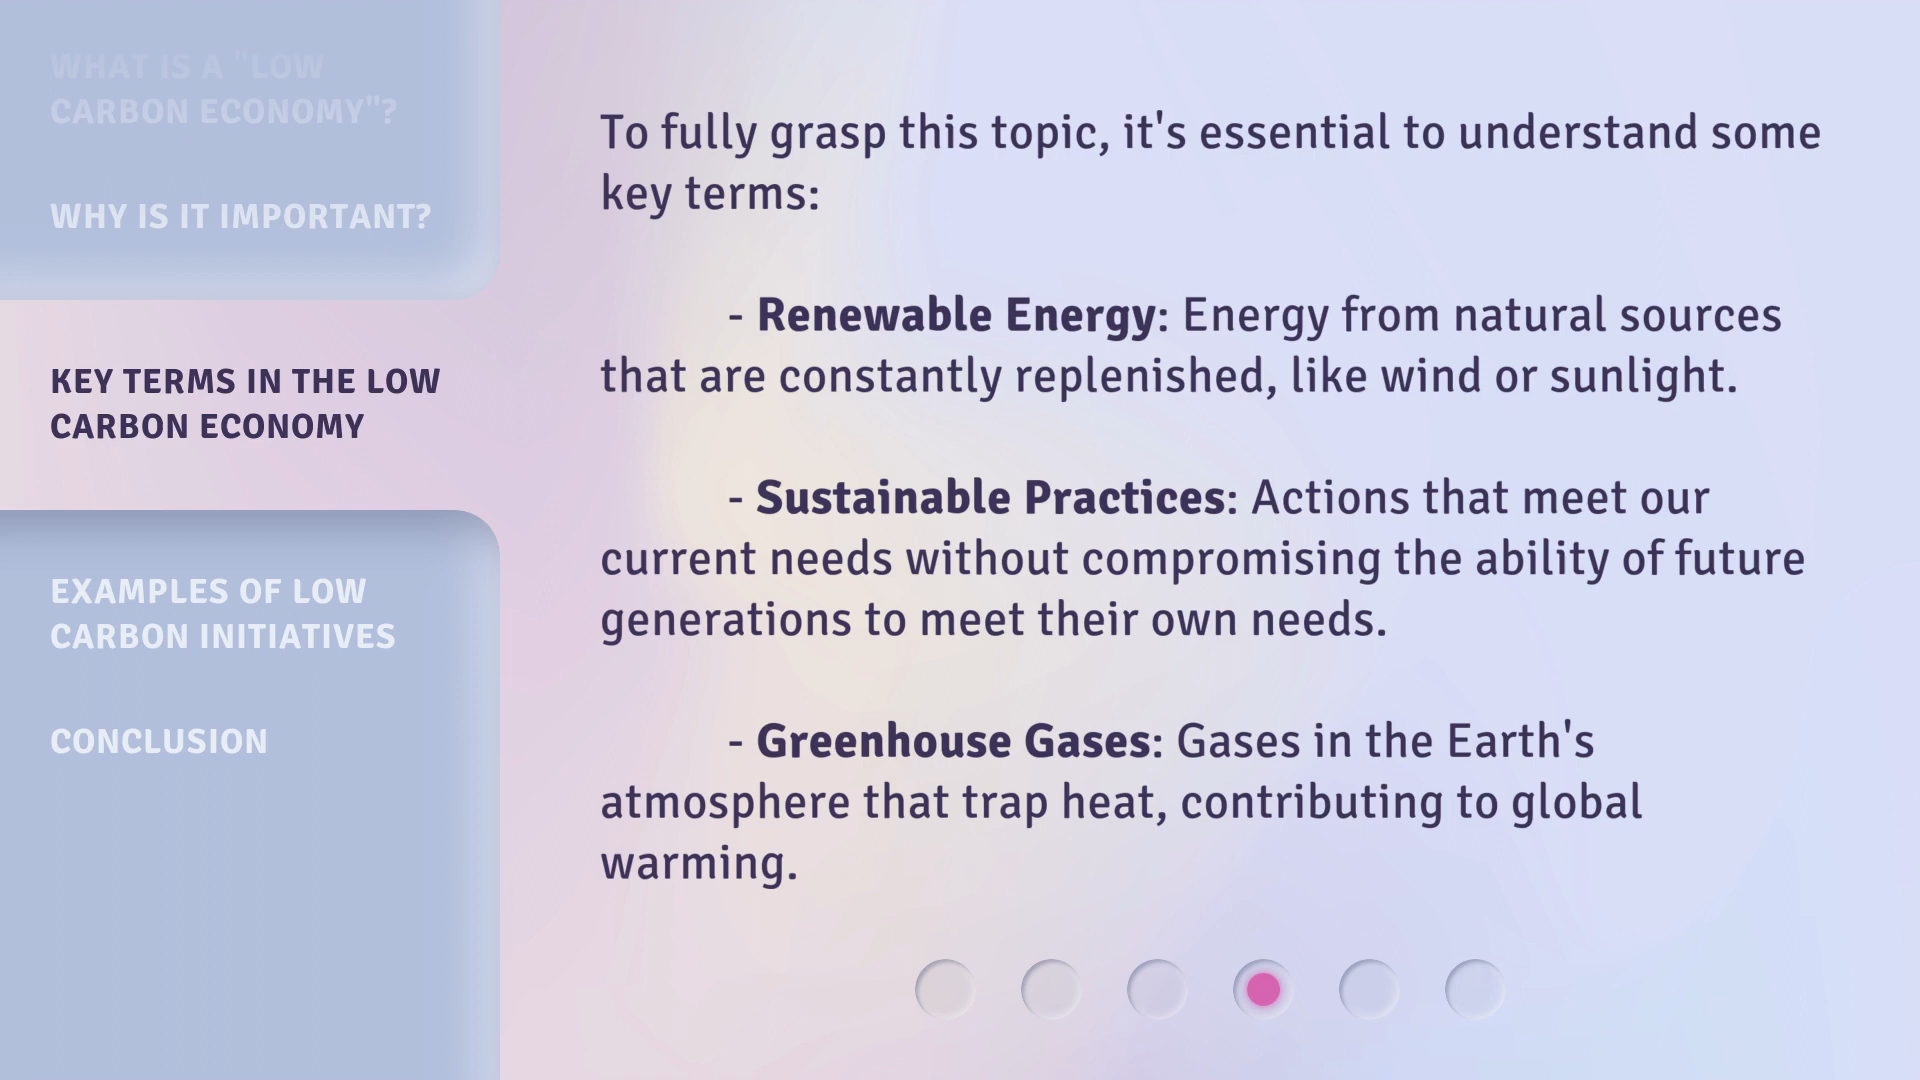 WHAT IS A "LOW
CARBON ECONOMY"?
WHY IS IT IMPORTANT?
KEY TERMS IN THE LOW
CARBON ECONOMY
EXAMPLES OF LOW
CARBON INITIATIVES
CONCLUSION
To fully grasp this topic, it's essential to understand some
key terms:
- Renewable Energy: Energy from natural sources
that are constantly replenished, like wind or sunlight.
- Sustainable Practices: Actions that meet our
current needs without compromising the ability of future
generations to meet their own needs.
- Greenhouse Gases: Gases in the Earth's
atmosphere that trap heat, contributing to global
warming.